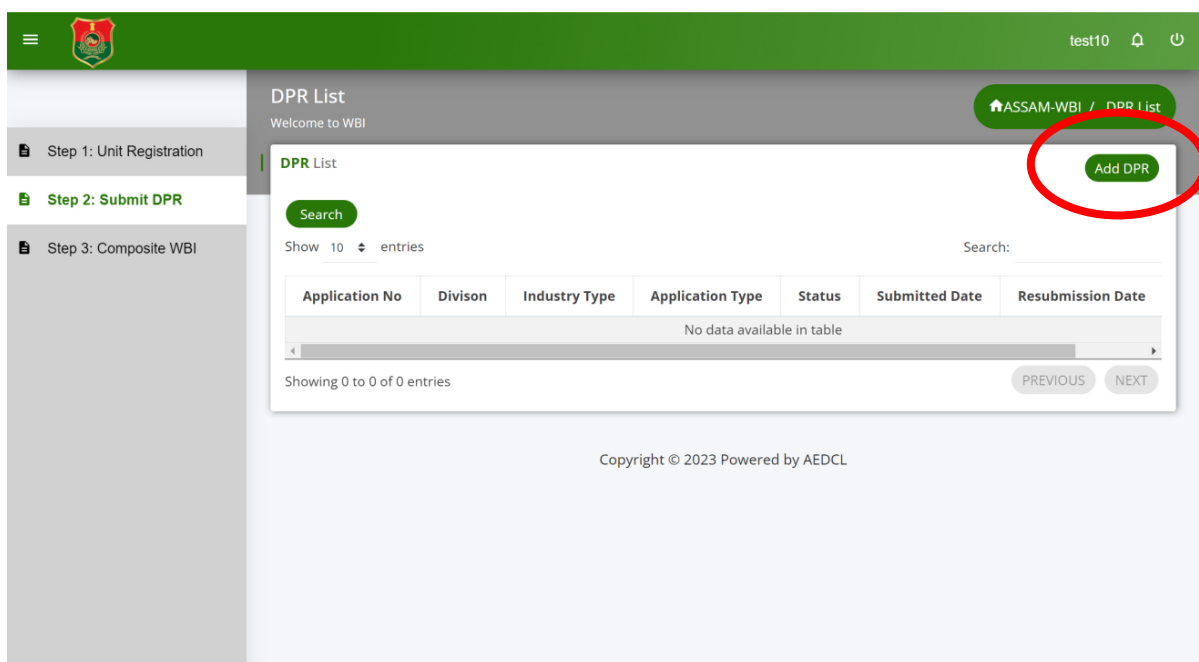 test10
DPR List
Welcome to WBI
ASSAM-WBI / DPR List
Step 1: Unit Registration
Step 2: Submit DPR
Step 3: Composite WBI
DPR List
Add DPR
Search
Show 10 entries
Search:
Application No Divison Industry Type Application Type Status Submitted Date Resubmission Date
No data available in table
Showing 0 to 0 of 0 entries
PREVIOUS NEXT
Copyright © 2023 Powered by AEDCL